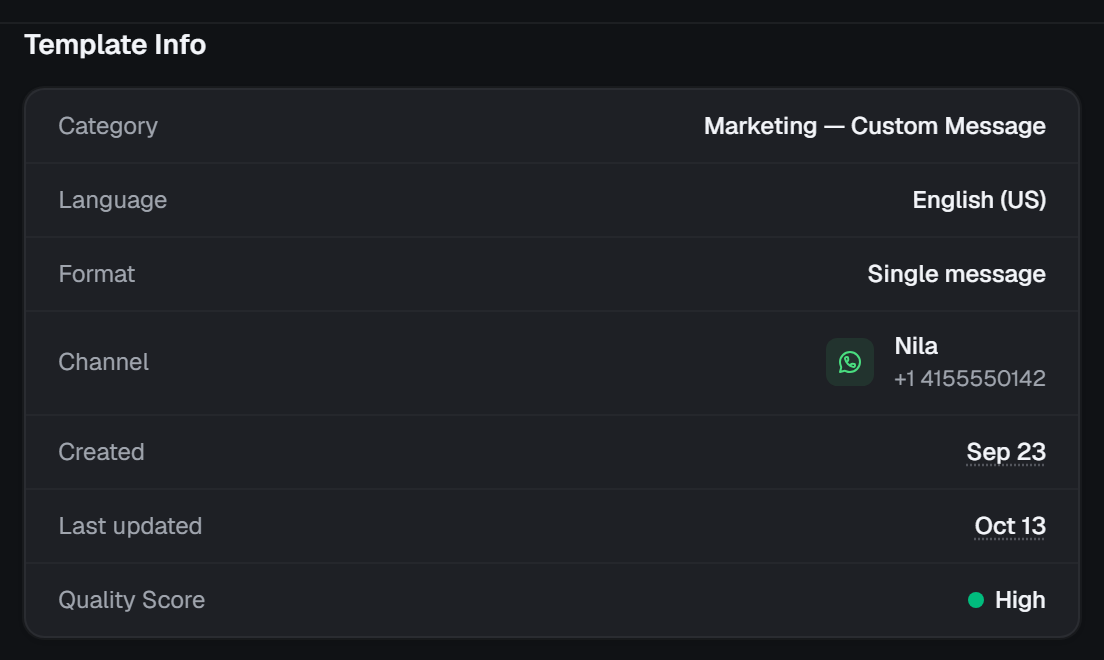 Template Info
Category
Marketing — Custom Message
Language
English (US)
Format
Single message
Channel
Nila
+1 4155550142
Created
Sep 23
Last updated
Oct 13
Quality Score
High